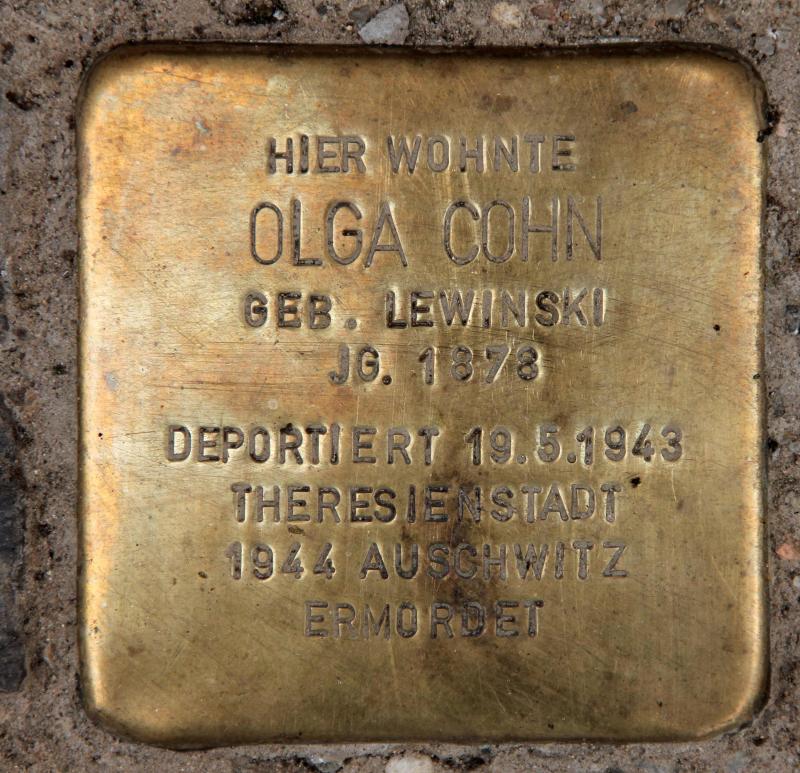 HIER WOHNTE
OLGA COHN
GEB. LEWINSKI
JG. 1878
DEPORTIERT 19.5.1943
THERESIENSTADT
1944 AUSCHWITZ
ERMORDET